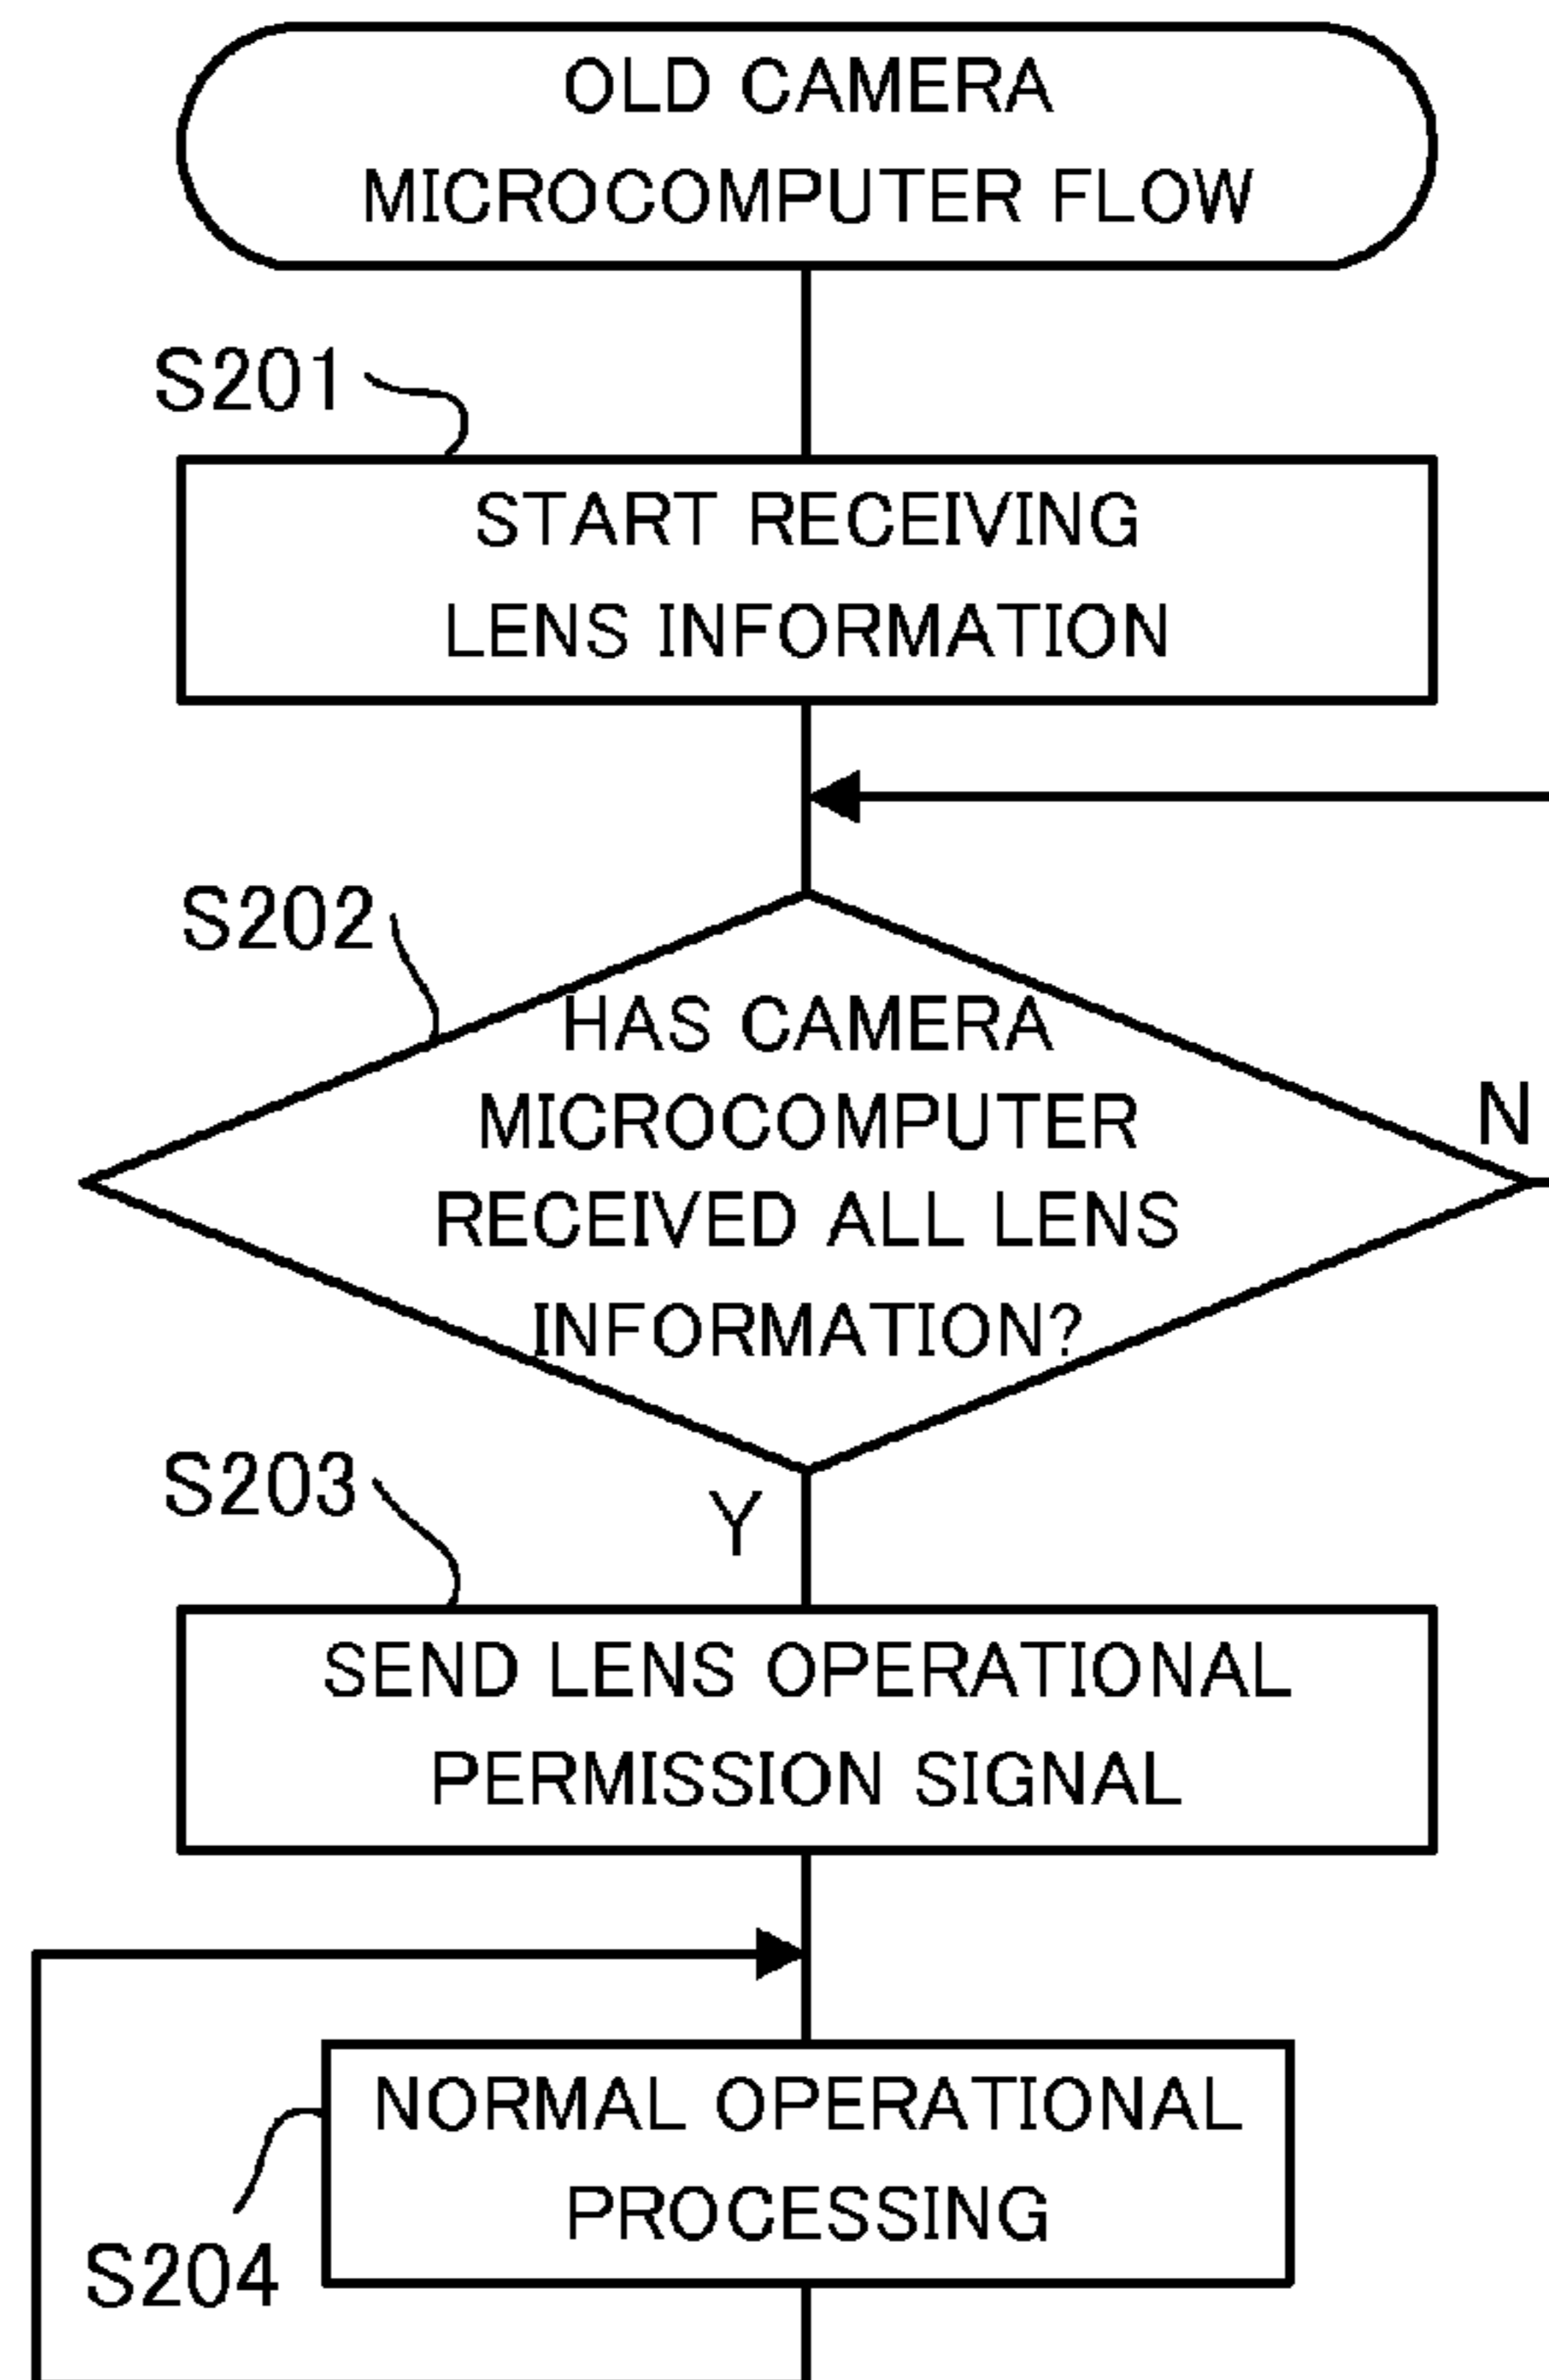 OLD CAMERA
MICROCOMPUTER FLOW
S201
START RECEIVING
LENS INFORMATION
S202
HAS CAMERA
MICROCOMPUTER
RECEIVED ALL LENS
INFORMATION?
N
Y
S203
SEND LENS OPERATIONAL
PERMISSION SIGNAL
NORMAL OPERATIONAL
PROCESSING
S204